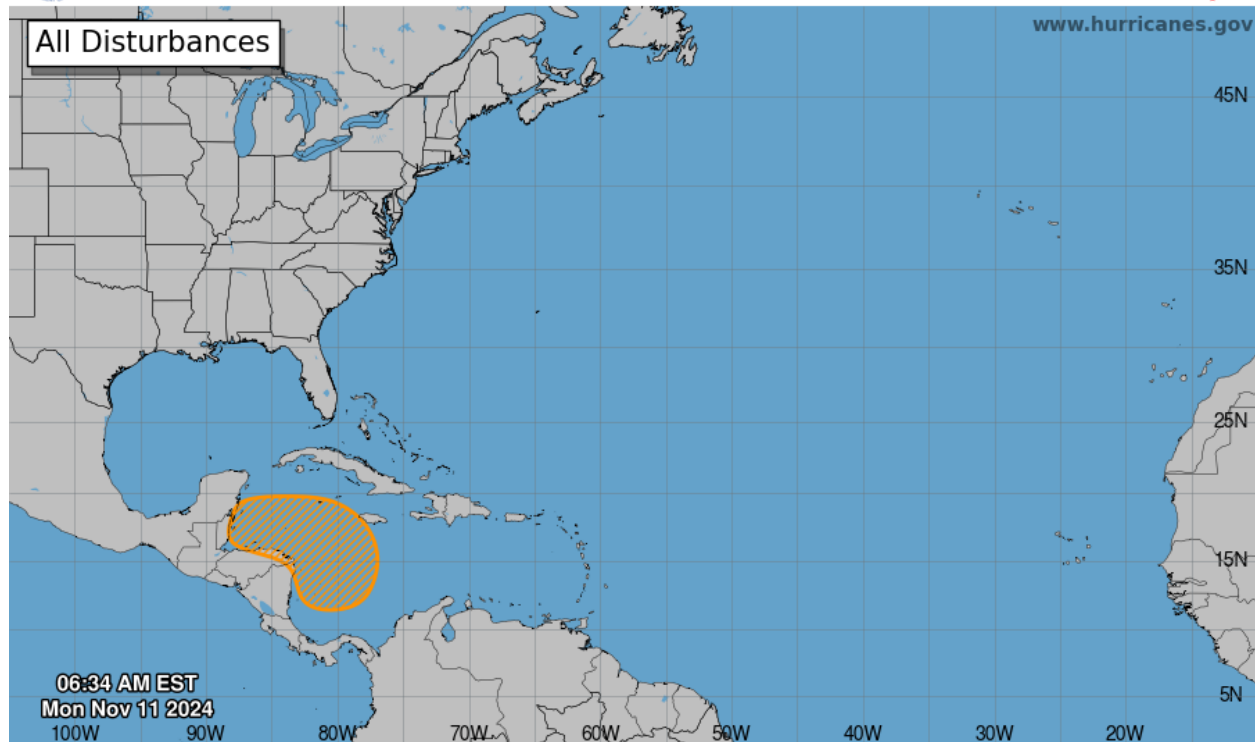 All Disturbances
www.hurricanes.gov
45N
35N
25N
15N
5N
06:34 AM EST
Mon Nov 11 2024
100W 90W 80W 70W 60W 50W 40W 30W 20W